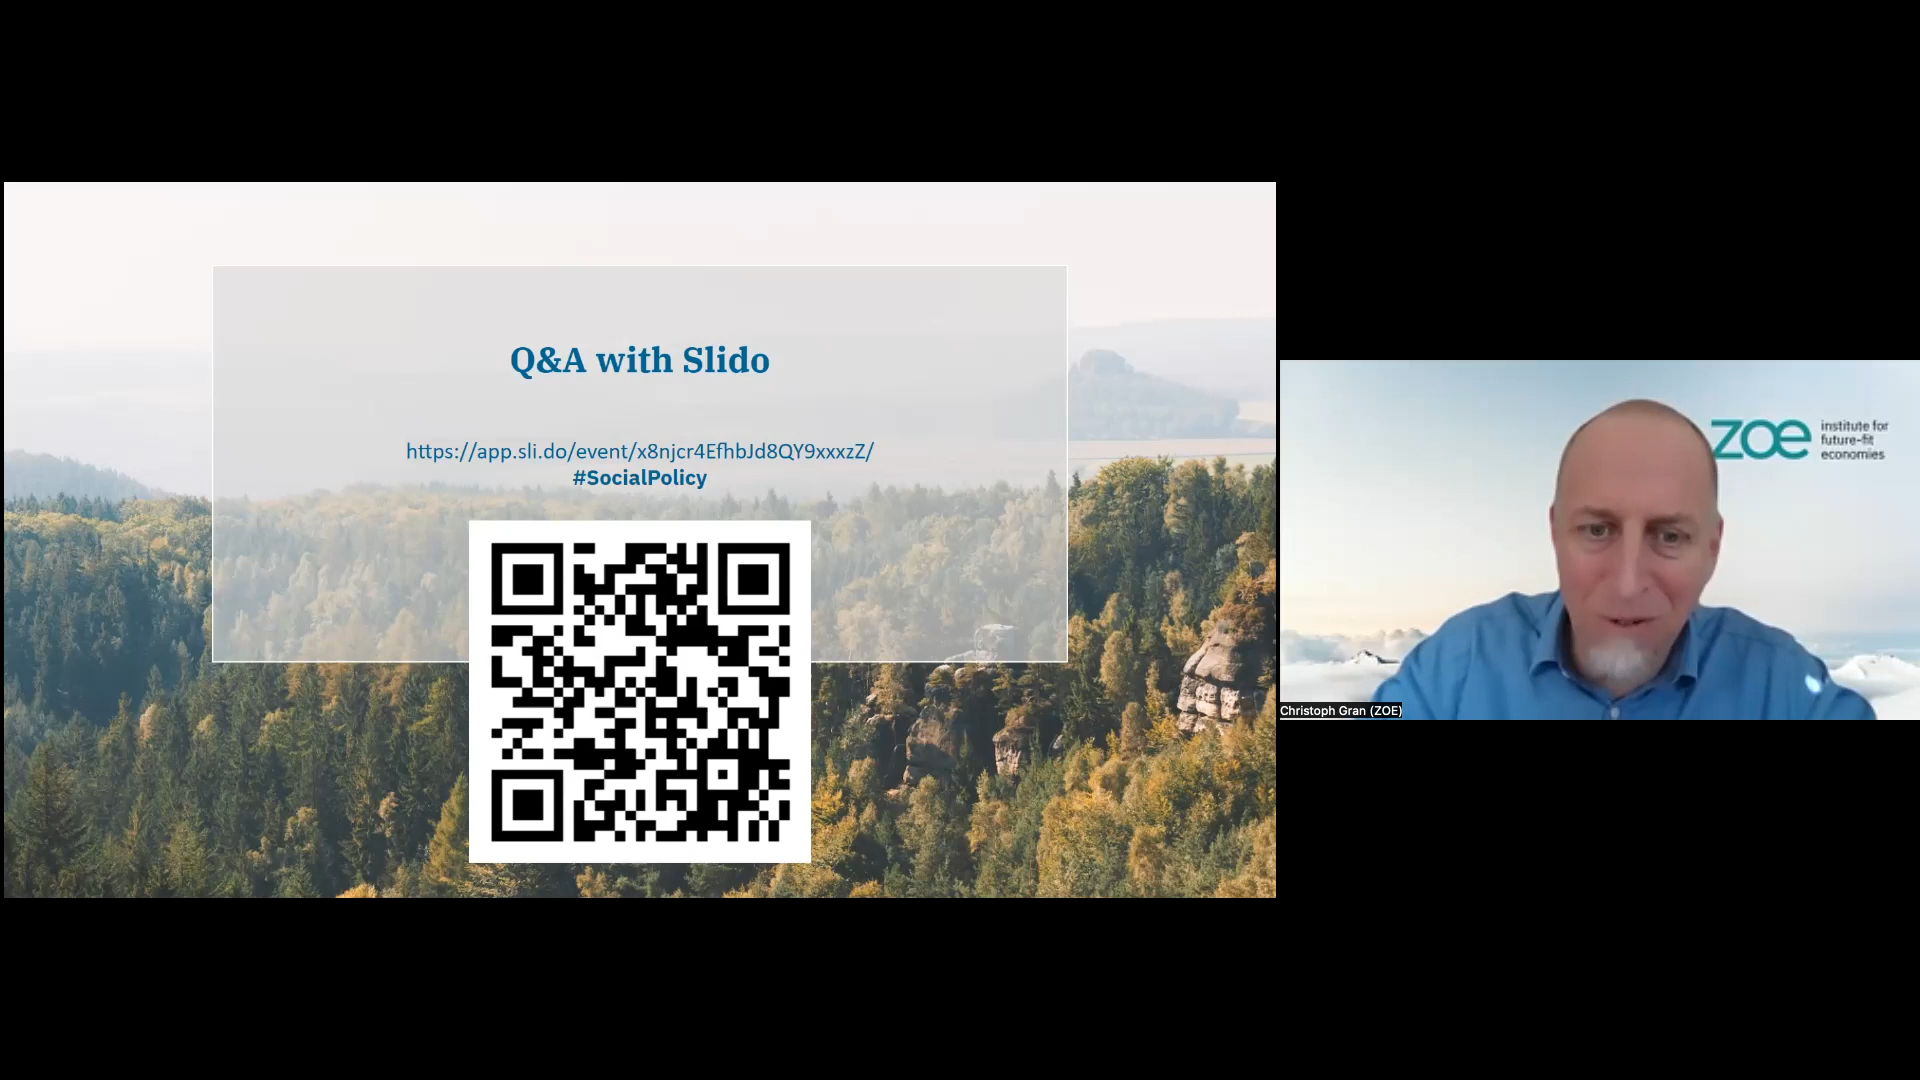 Q&A with Slido
https://app.sli.do/event/x8njcr4EfhbJd8QY9xxxzZ/
#SocialPolicy
zoe
institute for
future-fit
economies
Christoph Gran (ZOE)